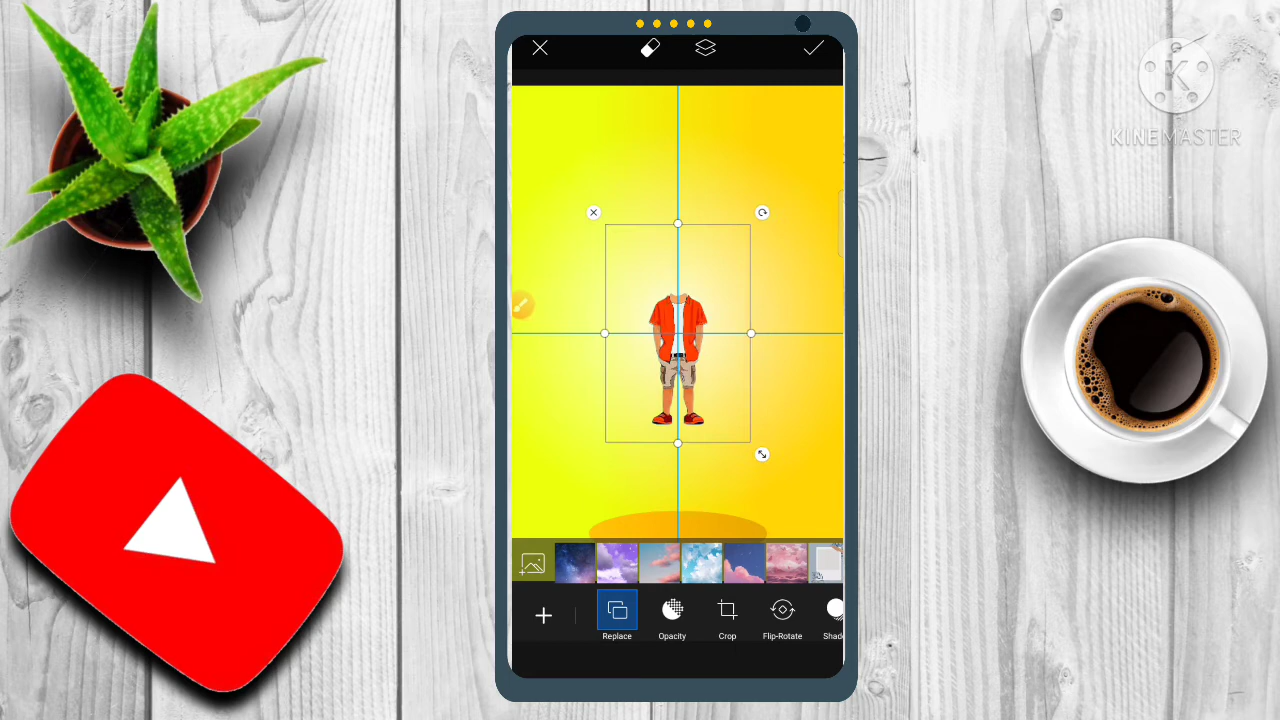 K
KINEMASTER
Replace
Opacity
Crop
Flip-Rotate
Shad